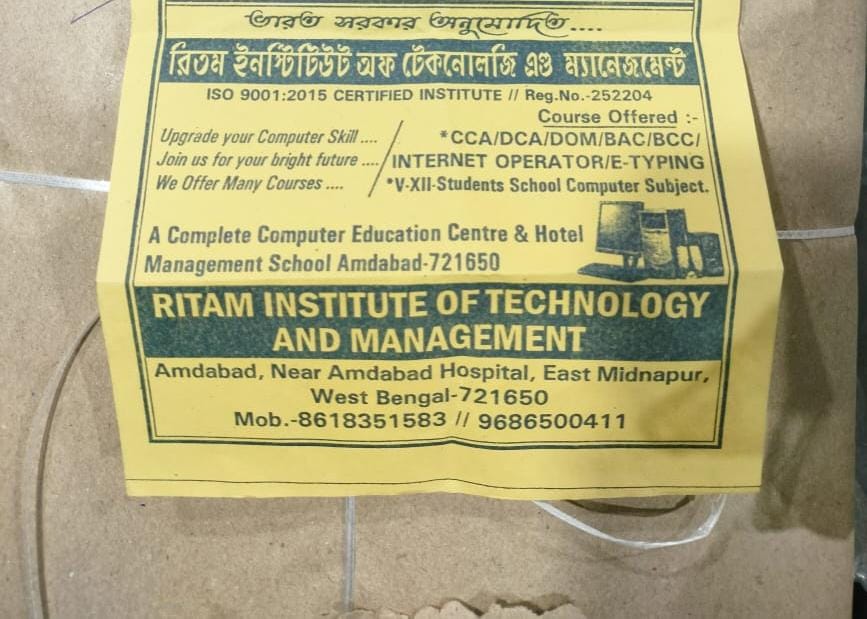 ভারত সরকার অনুমোদিত....
রিতম ইনস্টিটিউট অফ টেকনোলজি এণ্ড ম্যানেজমেন্ট
ISO 9001:2015 CERTIFIED INSTITUTE // Reg.No.-252204
Course Offered :-
Upgrade your Computer Skill ....
Join us for your bright future ....
We Offer Many Courses ....
*CCA/DCA/DOM/BAC/BCC/
INTERNET OPERATOR/E-TYPING
*V-XII-Students School Computer Subject.
A Complete Computer Education Centre & Hotel
Management School Amdabad-721650
RITAM INSTITUTE OF TECHNOLOGY
AND MANAGEMENT
Amdabad, Near Amdabad Hospital, East Midnapur,
West Bengal-721650
Mob.-8618351583 // 9686500411